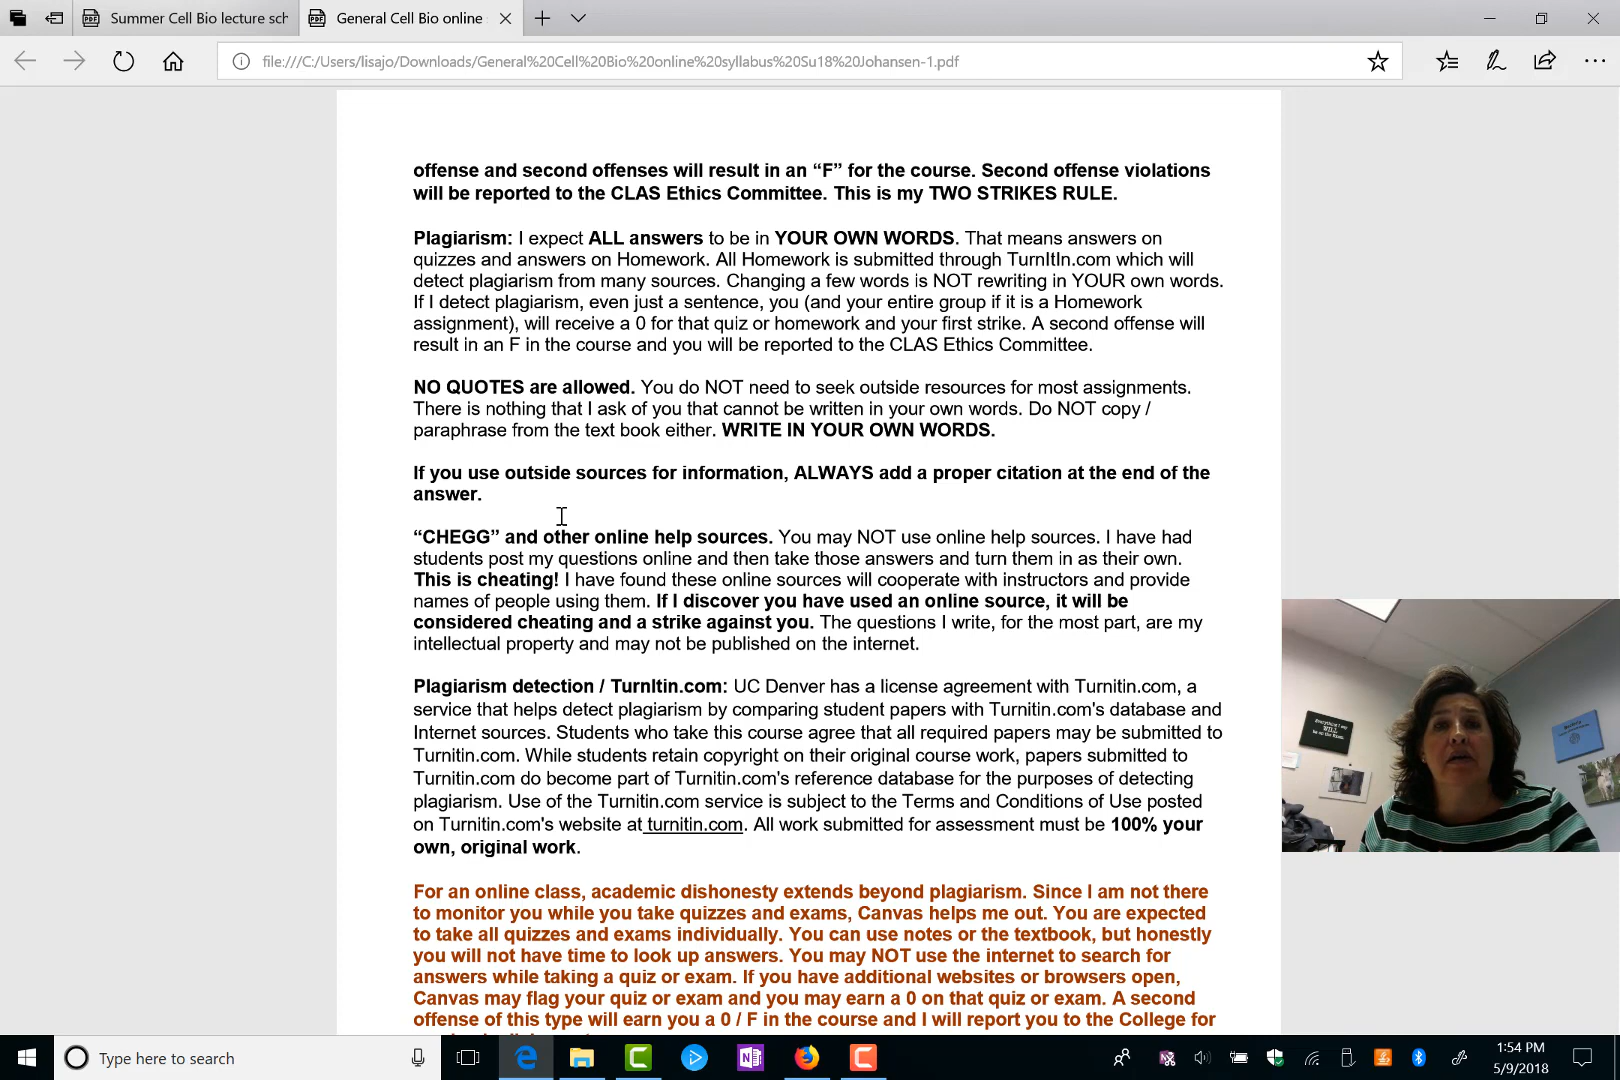 Summer Cell Bio lecture sch
General Cell Bio online
file:///C:/Users/lisajo/Downloads/General%20Cell%20Bio%20online%20syllabus%20Su18%20Johansen-1.pdf
offense and second offenses will result in an “F” for the course. Second offense violations
will be reported to the CLAS Ethics Committee. This is my TWO STRIKES RULE.
Plagiarism: I expect ALL answers to be in YOUR OWN WORDS. That means answers on
quizzes and answers on Homework. All Homework is submitted through TurnItIn.com which will
detect plagiarism from many sources. Changing a few words is NOT rewriting in YOUR own words.
If I detect plagiarism, even just a sentence, you (and your entire group if it is a Homework
assignment), will receive a 0 for that quiz or homework and your first strike. A second offense will
result in an F in the course and you will be reported to the CLAS Ethics Committee.
NO QUOTES are allowed. You do NOT need to seek outside resources for most assignments.
There is nothing that I ask of you that cannot be written in your own words. Do NOT copy /
paraphrase from the text book either. WRITE IN YOUR OWN WORDS.
If you use outside sources for information, ALWAYS add a proper citation at the end of the
answer.
“CHEGG” and other online help sources. You may NOT use online help sources. I have had
students post my questions online and then take those answers and turn them in as their own.
This is cheating! I have found these online sources will cooperate with instructors and provide
names of people using them. If I discover you have used an online source, it will be
considered cheating and a strike against you. The questions I write, for the most part, are my
intellectual property and may not be published on the internet.
Plagiarism detection / TurnItin.com: UC Denver has a license agreement with Turnitin.com, a
service that helps detect plagiarism by comparing student papers with Turnitin.com's database and
Internet sources. Students who take this course agree that all required papers may be submitted to
Turnitin.com. While students retain copyright on their original course work, papers submitted to
Turnitin.com do become part of Turnitin.com's reference database for the purposes of detecting
plagiarism. Use of the Turnitin.com service is subject to the Terms and Conditions of Use posted
on Turnitin.com's website at turnitin.com. All work submitted for assessment must be 100% your
own, original work.
For an online class, academic dishonesty extends beyond plagiarism. Since I am not there
to monitor you while you take quizzes and exams, Canvas helps me out. You are expected
to take all quizzes and exams individually. You can use notes or the textbook, but honestly
you will not have time to look up answers. You may NOT use the internet to search for
answers while taking a quiz or exam. If you have additional websites or browsers open,
Canvas may flag your quiz or exam and you may earn a 0 on that quiz or exam. A second
offense of this type will earn you a 0 / F in the course and I will report you to the College for
Everything I say
WILL
be on the Exam
Type here to search
1:54 PM
5/9/2018